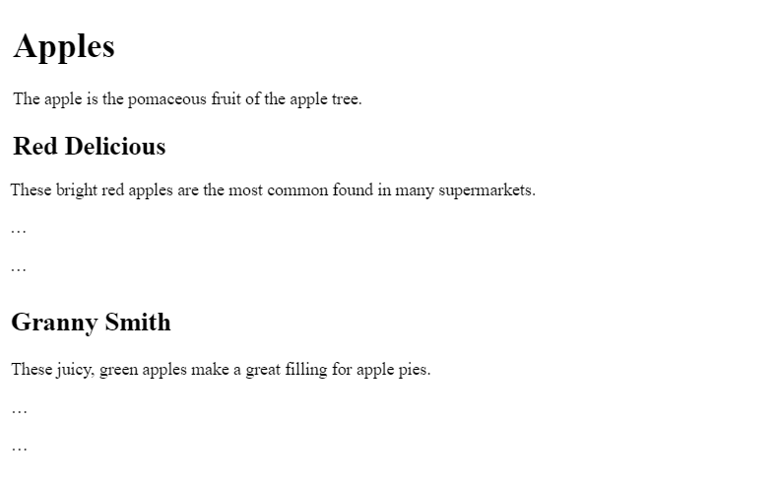 Apples
The apple is the pomaceous fruit of the apple tree.
Red Delicious
These bright red apples are the most common found in many supermarkets.
…
…
Granny Smith
These juicy, green apples make a great filling for apple pies.
…
…